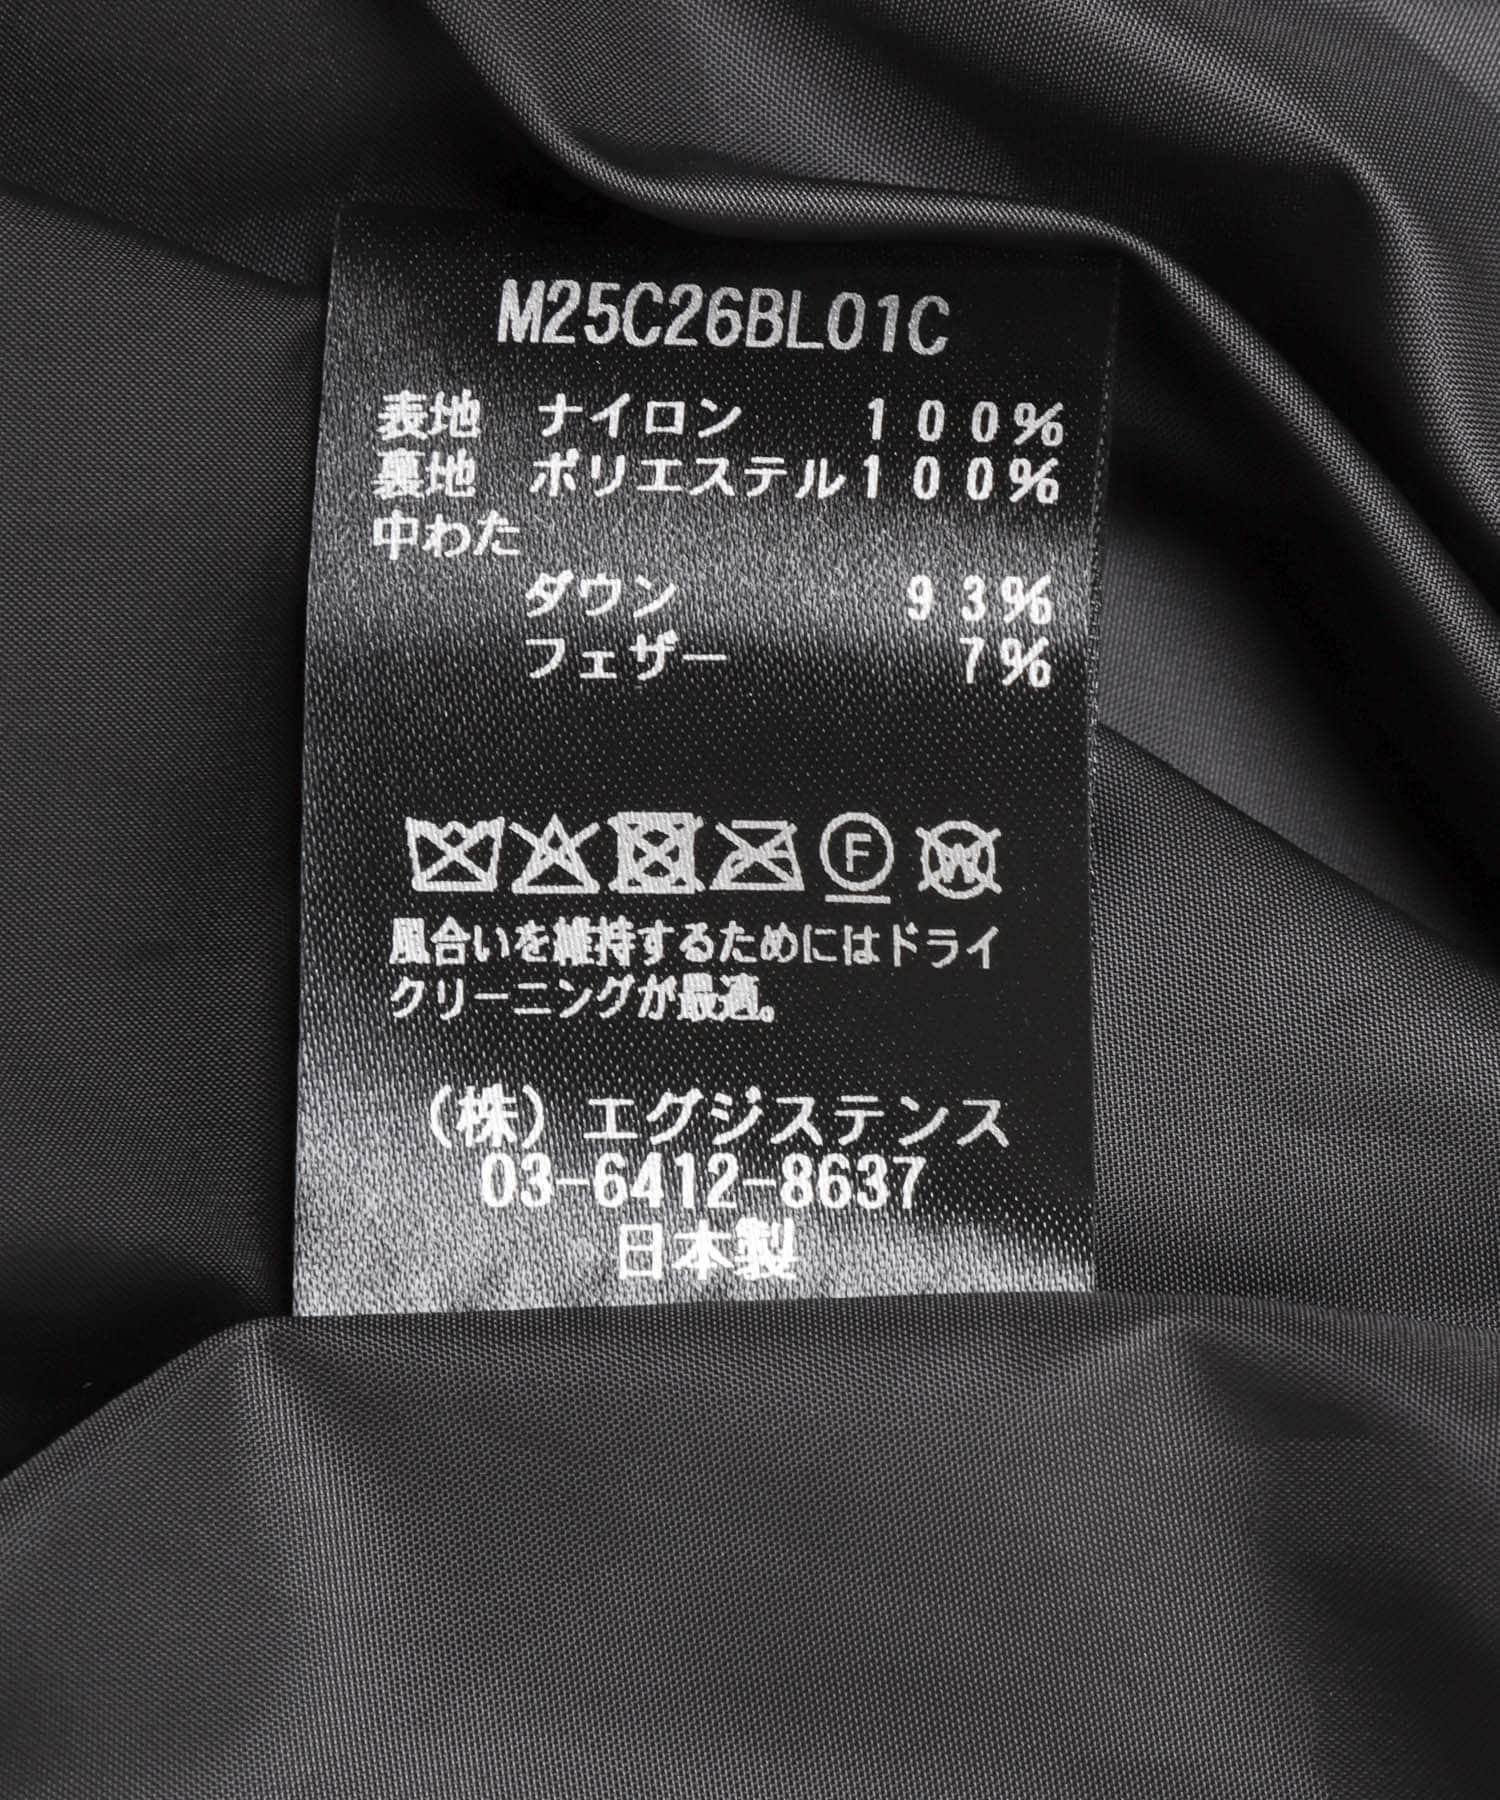 M25C26BL01C
表地 ナイロン 100%
裏地 ポリエステル100%
中わた
ダウン 93%
フェザー 7%
F W
風合いを維持するためにはドライ
クリーニングが最適。
(株)エグジステンス
03-6412-8637
日本製